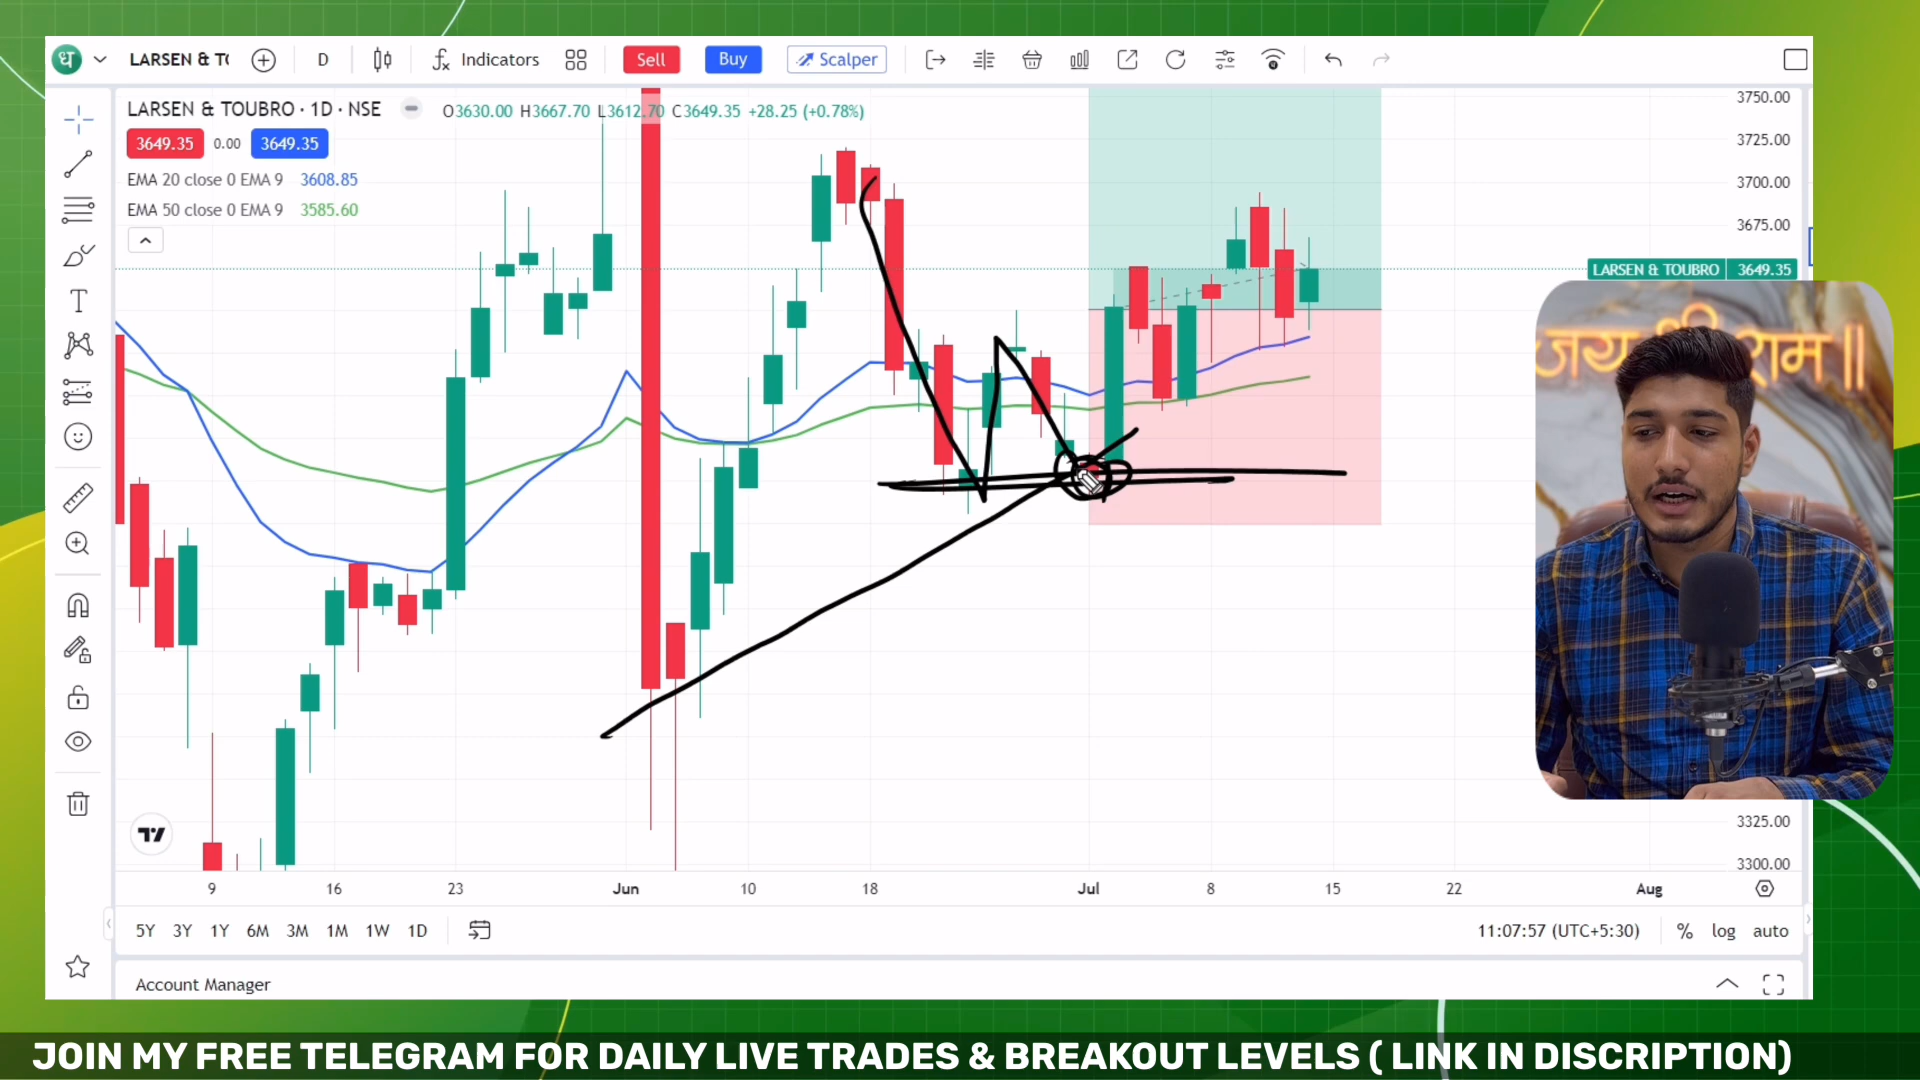 ध
LARSEN & TO
D
Indicators
Sell
Buy
Scalper
LARSEN & TOUBRO · 1D · NSE
O3630.00 H3667.70 L3612.70 C3649.35 +28.25 (+0.78%)
3649.35 0.00 3649.35
EMA 20 close 0 EMA 9 3608.85
EMA 50 close 0 EMA 9 3585.60
3750.00
3725.00
3700.00
3675.00
LARSEN & TOUBRO 3649.35
जय श्री राम ||
3325.00
3300.00
9 16 23 Jun 10 18 Jul 8 15 22 Aug
5Y 3Y 1Y 6M 3M 1M 1W 1D
11:07:57 (UTC+5:30) % log auto
Account Manager
JOIN MY FREE TELEGRAM FOR DAILY LIVE TRADES & BREAKOUT LEVELS ( LINK IN DISCRIPTION)